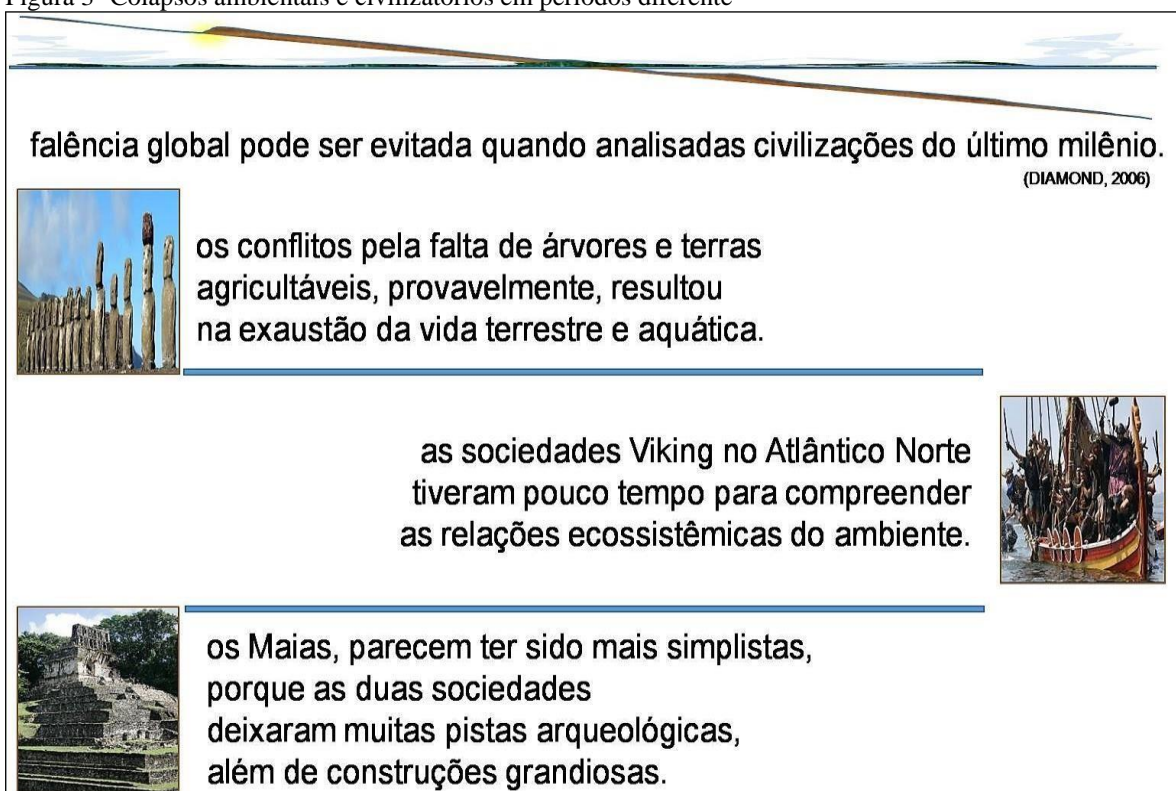 Figura 3- Colapsos ambientais e civilizatórios em períodos diferente
falência global pode ser evitada quando analisadas civilizações do último milênio.
(DIAMOND, 2006)
os conflitos pela falta de árvores e terras
agricultáveis, provavelmente, resultou
na exaustão da vida terrestre e aquática.
as sociedades Viking no Atlântico Norte
tiveram pouco tempo para compreender
as relações ecossistêmicas do ambiente.
os Maias, parecem ter sido mais simplistas,
porque as duas sociedades
deixaram muitas pistas arqueológicas,
além de construções grandiosas.